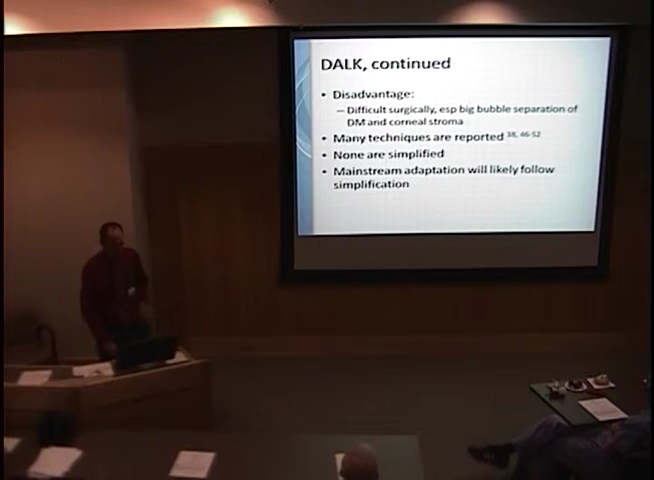 DALK, continued
• Disadvantage:
– Difficult surgically, esp big bubble separation of
DM and corneal stroma
• Many techniques are reported 38, 46-52
• None are simplified
• Mainstream adaptation will likely follow
simplification